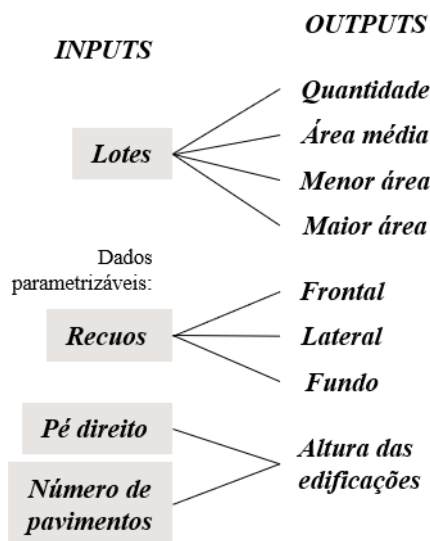 INPUTS
OUTPUTS
Lotes
Quantidade
Área média
Menor área
Maior área
Dados
parametrizáveis:
Recuos
Frontal
Lateral
Fundo
Pé direito
Número de
pavimentos
Altura das
edificações